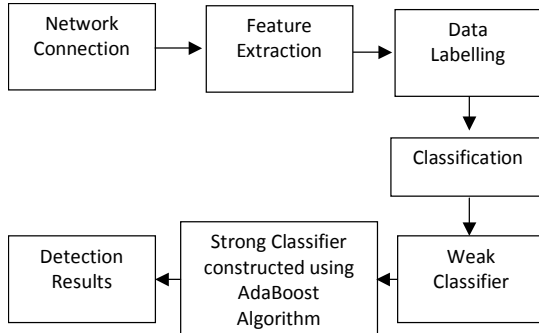 Network
Connection
Feature
Extraction
Data
Labelling
Classification
Weak
Classifier
Strong Classifier
constructed using
AdaBoost
Algorithm
Detection
Results